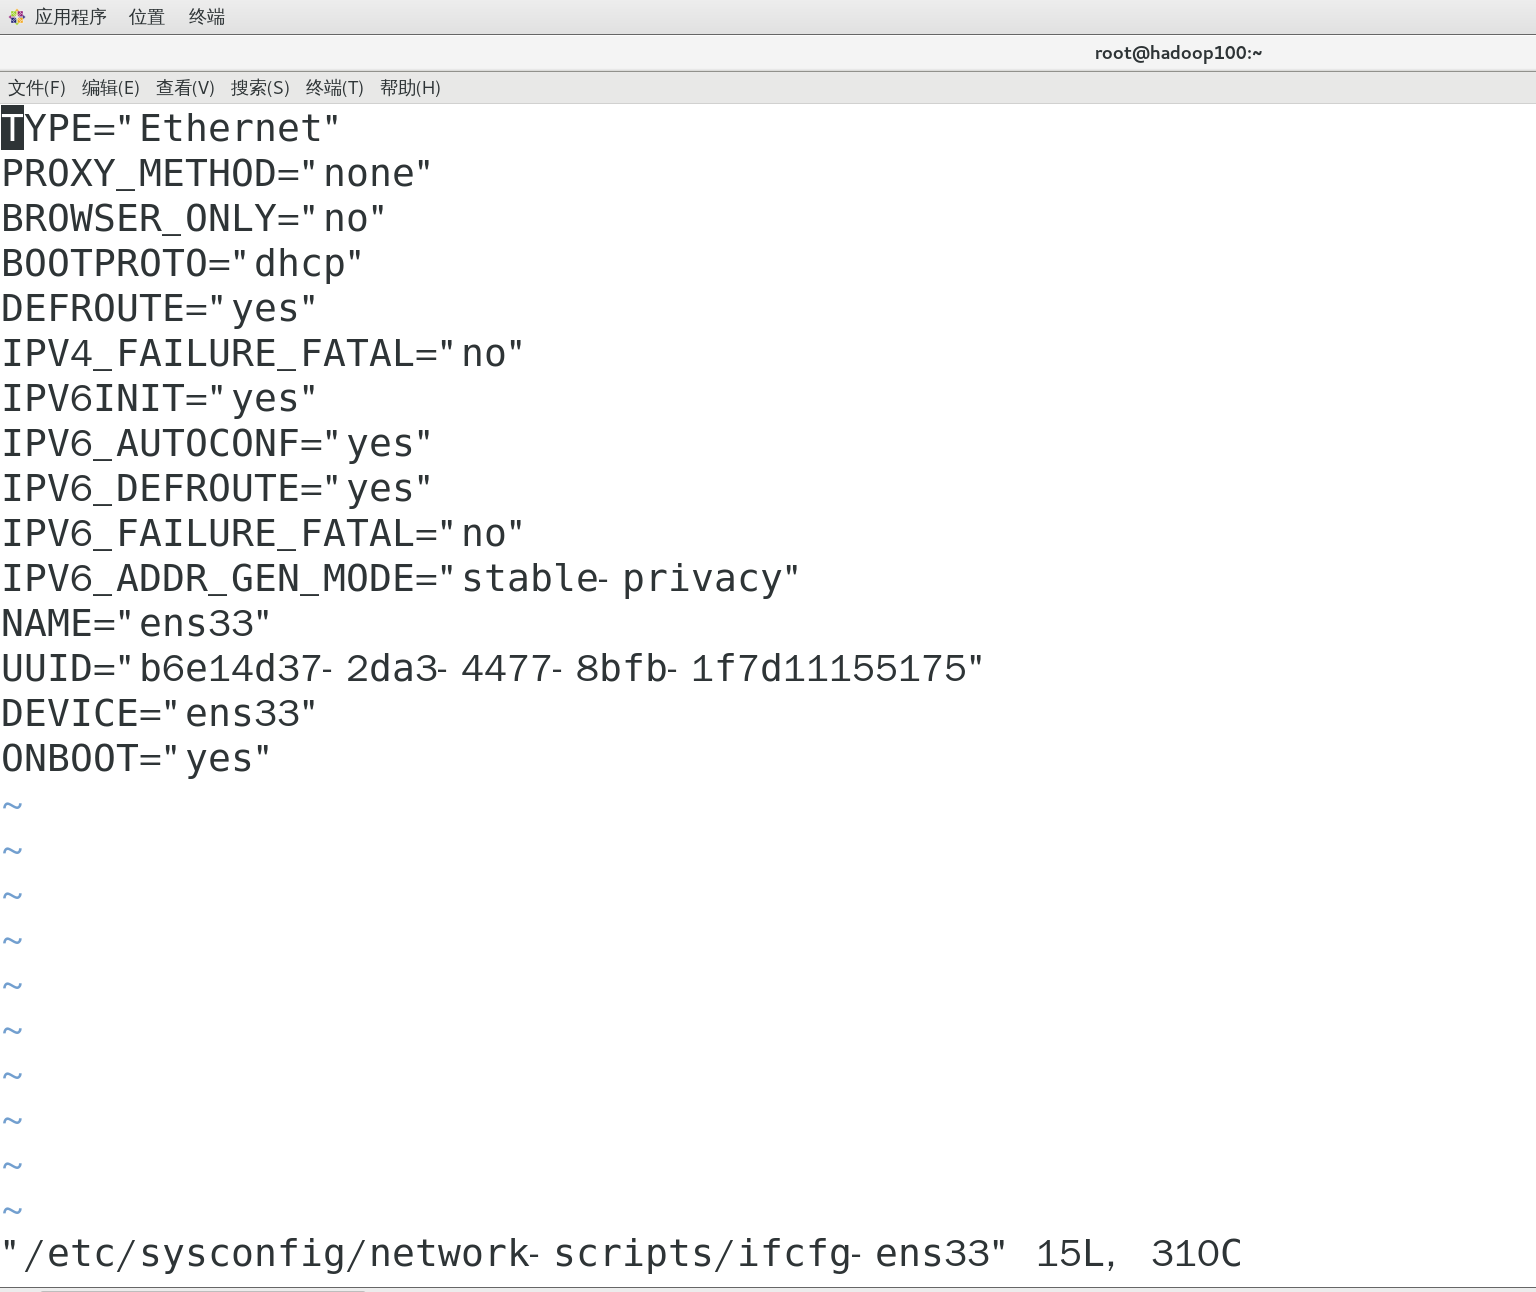 应用程序 位置 终端
root@hadoop100:~
文件(F) 编辑(E) 查看(V) 搜索(S) 终端(T) 帮助(H)
TYPE="Ethernet"
PROXY_METHOD="none"
BROWSER_ONLY="no"
BOOTPROTO="dhcp"
DEFROUTE="yes"
IPV4_FAILURE_FATAL="no"
IPV6INIT="yes"
IPV6_AUTOCONF="yes"
IPV6_DEFROUTE="yes"
IPV6_FAILURE_FATAL="no"
IPV6_ADDR_GEN_MODE="stable-privacy"
NAME="ens33"
UUID="b6e14d37-2da3-4477-8bfb-1f7d11155175"
DEVICE="ens33"
ONBOOT="yes"
~
~
~
~
~
~
~
~
~
~
"/etc/sysconfig/network-scripts/ifcfg-ens33" 15L, 310C